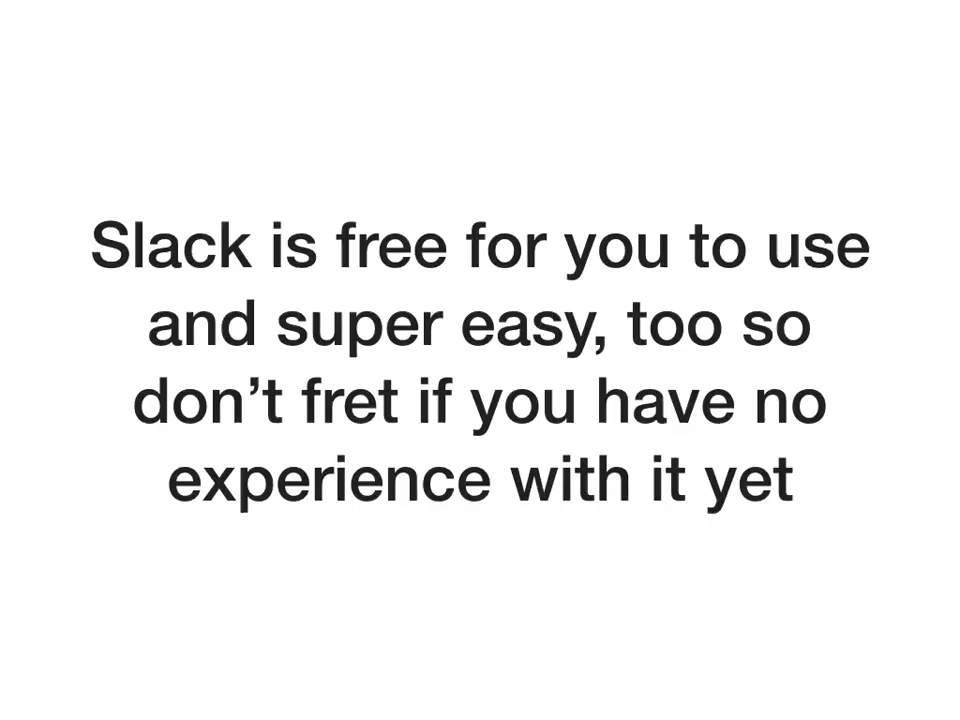 Slack is free for you to use
and super easy, too so
don’t fret if you have no
experience with it yet